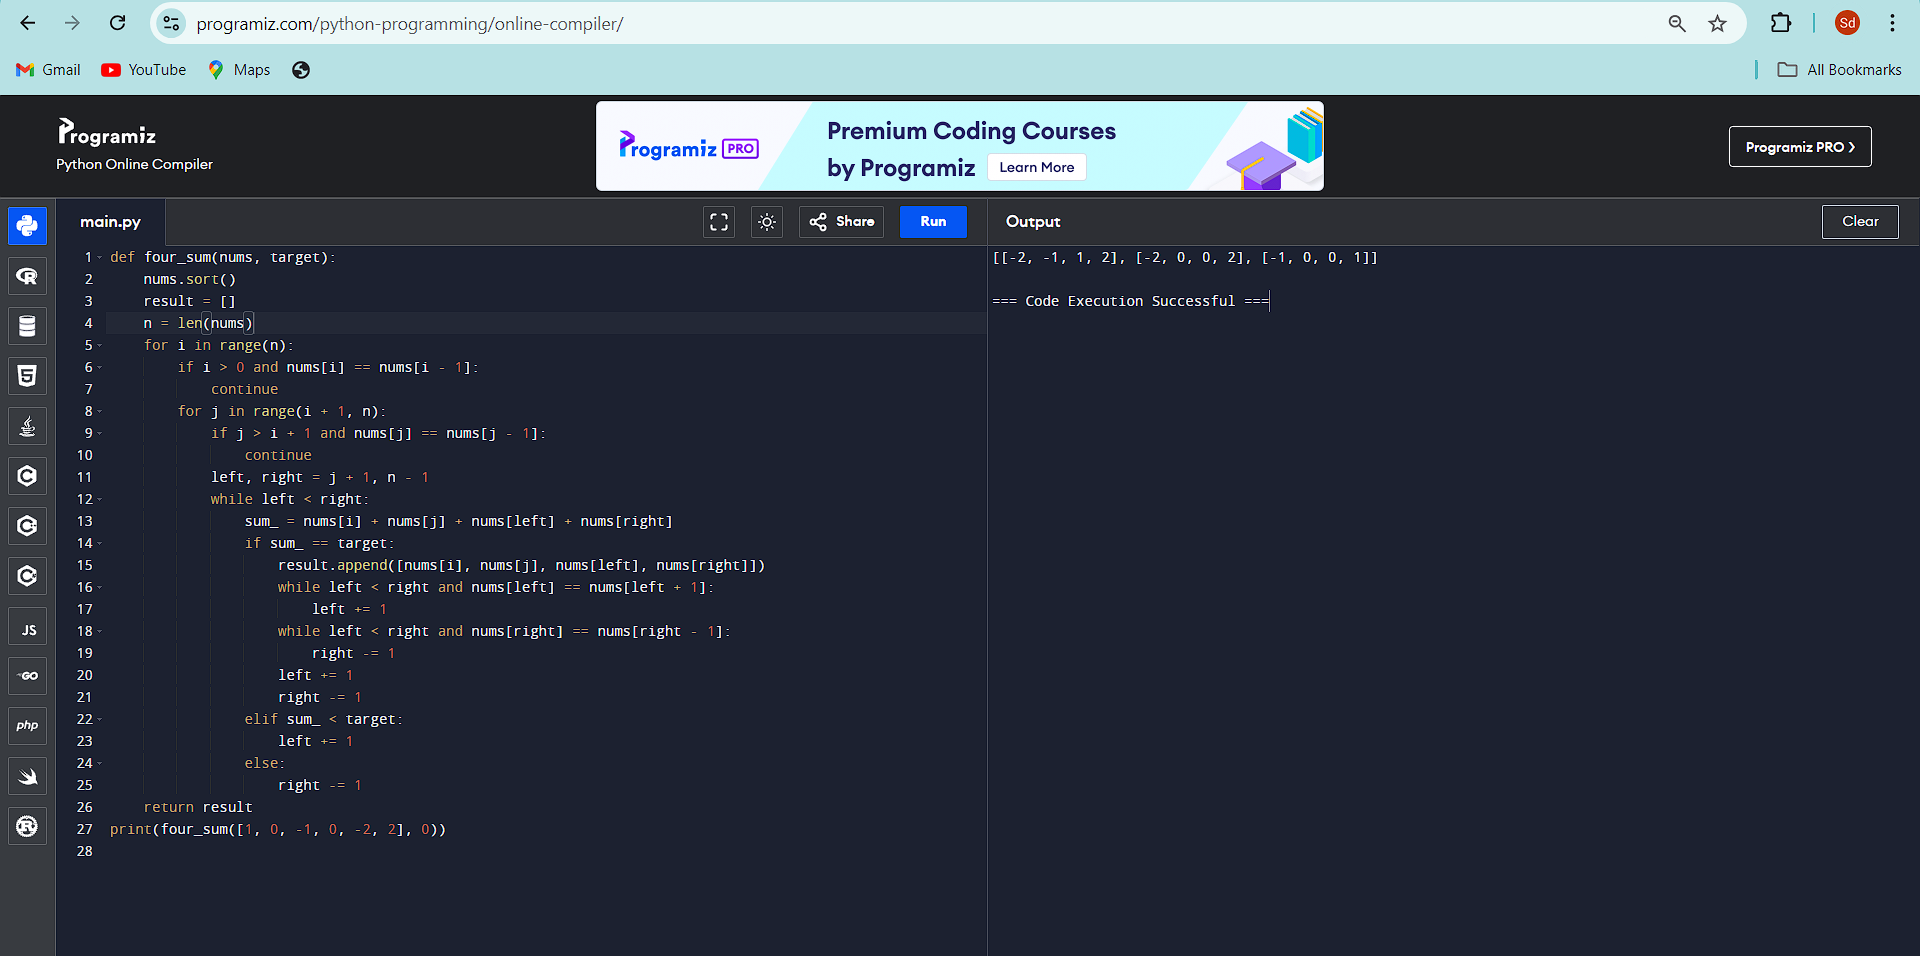 programiz.com/python-programming/online-compiler/
Sd
Gmail YouTube Maps All Bookmarks
Programiz
Python Online Compiler
Programiz PRO
Premium Coding Courses
by Programiz Learn More
Programiz PRO ❯
main.py Share Run Output Clear
1 def four_sum(nums, target):
2     nums.sort()
3     result = []
4     n = len(nums)
5     for i in range(n):
6         if i > 0 and nums[i] == nums[i - 1]:
7             continue
8         for j in range(i + 1, n):
9             if j > i + 1 and nums[j] == nums[j - 1]:
10                 continue
11             left, right = j + 1, n - 1
12             while left < right:
13                 sum_ = nums[i] + nums[j] + nums[left] + nums[right]
14                 if sum_ == target:
15                     result.append([nums[i], nums[j], nums[left], nums[right]])
16                     while left < right and nums[left] == nums[left + 1]:
17                         left += 1
18                     while left < right and nums[right] == nums[right - 1]:
19                         right -= 1
20                     left += 1
21                     right -= 1
22                 elif sum_ < target:
23                     left += 1
24                 else:
25                     right -= 1
26     return result
27 print(four_sum([1, 0, -1, 0, -2, 2], 0))
28
[[-2, -1, 1, 2], [-2, 0, 0, 2], [-1, 0, 0, 1]]
=== Code Execution Successful ===
R
5
C
C
C
JS
GO
php
R